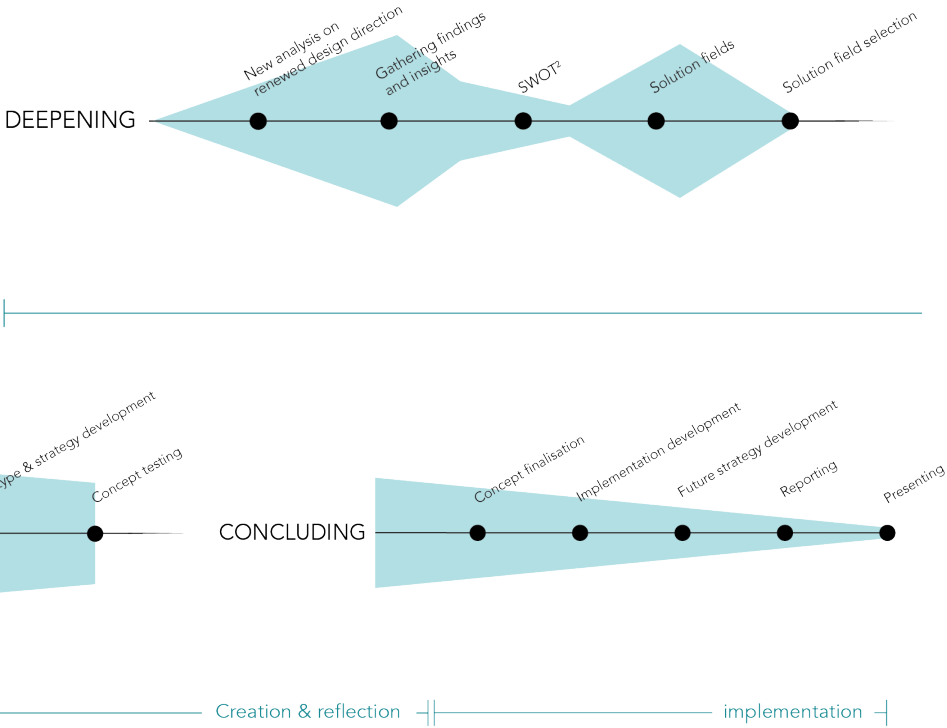 New analysis on
renewed design direction
Gathering findings
and insights
SWOT²
Solution fields
Solution field selection
DEEPENING
& strategy development
Concept testing
Concept finalisation
Implementation development
Future strategy development
Reporting
Presenting
CONCLUDING
Creation & reflection
implementation